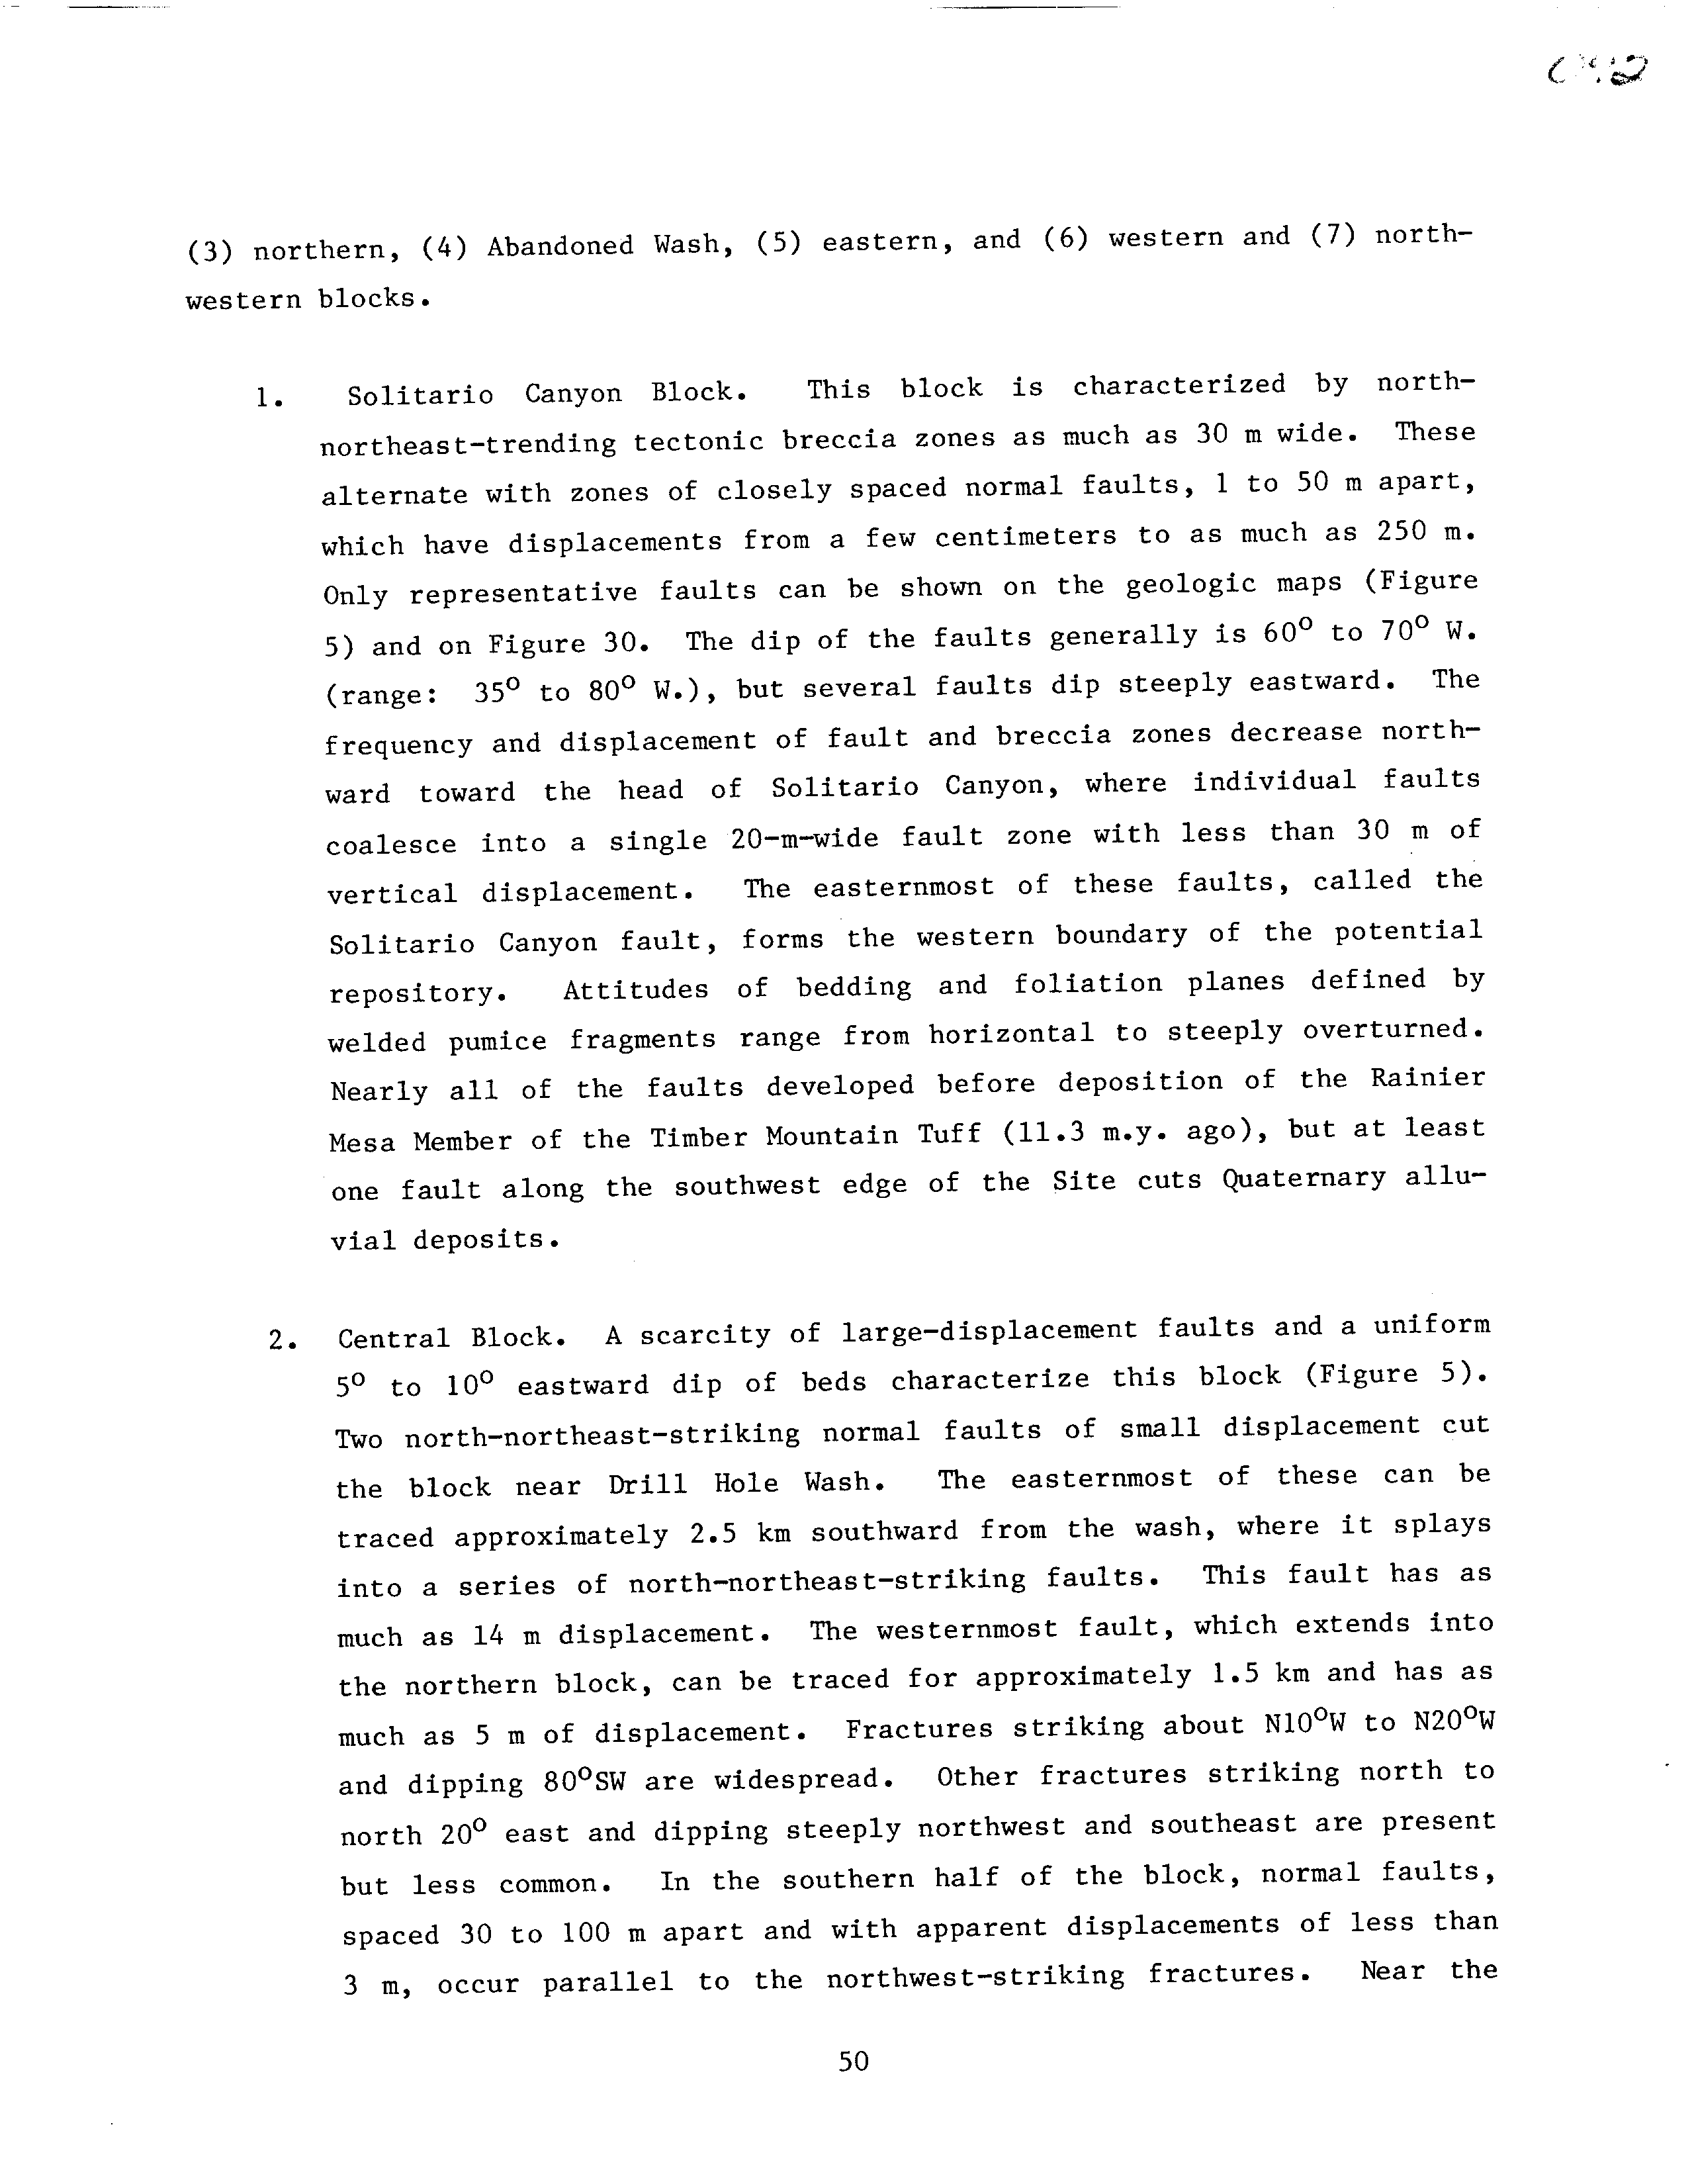 (3) northern, (4) Abandoned Wash, (5) eastern, and (6) western and (7) north-
western blocks.
1. Solitario Canyon Block. This block is characterized by north-
northeast-trending tectonic breccia zones as much as 30 m wide. These
alternate with zones of closely spaced normal faults, 1 to 50 m apart,
which have displacements from a few centimeters to as much as 250 m.
Only representative faults can be shown on the geologic maps (Figure
5) and on Figure 30. The dip of the faults generally is 60° to 70° W.
(range: 35° to 80° W.), but several faults dip steeply eastward. The
frequency and displacement of fault and breccia zones decrease north-
ward toward the head of Solitario Canyon, where individual faults
coalesce into a single 20-m-wide fault zone with less than 30 m of
vertical displacement. The easternmost of these faults, called the
Solitario Canyon fault, forms the western boundary of the potential
repository. Attitudes of bedding and foliation planes defined by
welded pumice fragments range from horizontal to steeply overturned.
Nearly all of the faults developed before deposition of the Rainier
Mesa Member of the Timber Mountain Tuff (11.3 m.y. ago), but at least
one fault along the southwest edge of the Site cuts Quaternary allu-
vial deposits.
2. Central Block. A scarcity of large-displacement faults and a uniform
5° to 10° eastward dip of beds characterize this block (Figure 5).
Two north-northeast-striking normal faults of small displacement cut
the block near Drill Hole Wash. The easternmost of these can be
traced approximately 2.5 km southward from the wash, where it splays
into a series of north-northeast-striking faults. This fault has as
much as 14 m displacement. The westernmost fault, which extends into
the northern block, can be traced for approximately 1.5 km and has as
much as 5 m of displacement. Fractures striking about N10°W to N20°W
and dipping 80°SW are widespread. Other fractures striking north to
north 20° east and dipping steeply northwest and southeast are present
but less common. In the southern half of the block, normal faults,
spaced 30 to 100 m apart and with apparent displacements of less than
3 m, occur parallel to the northwest-striking fractures. Near the
50